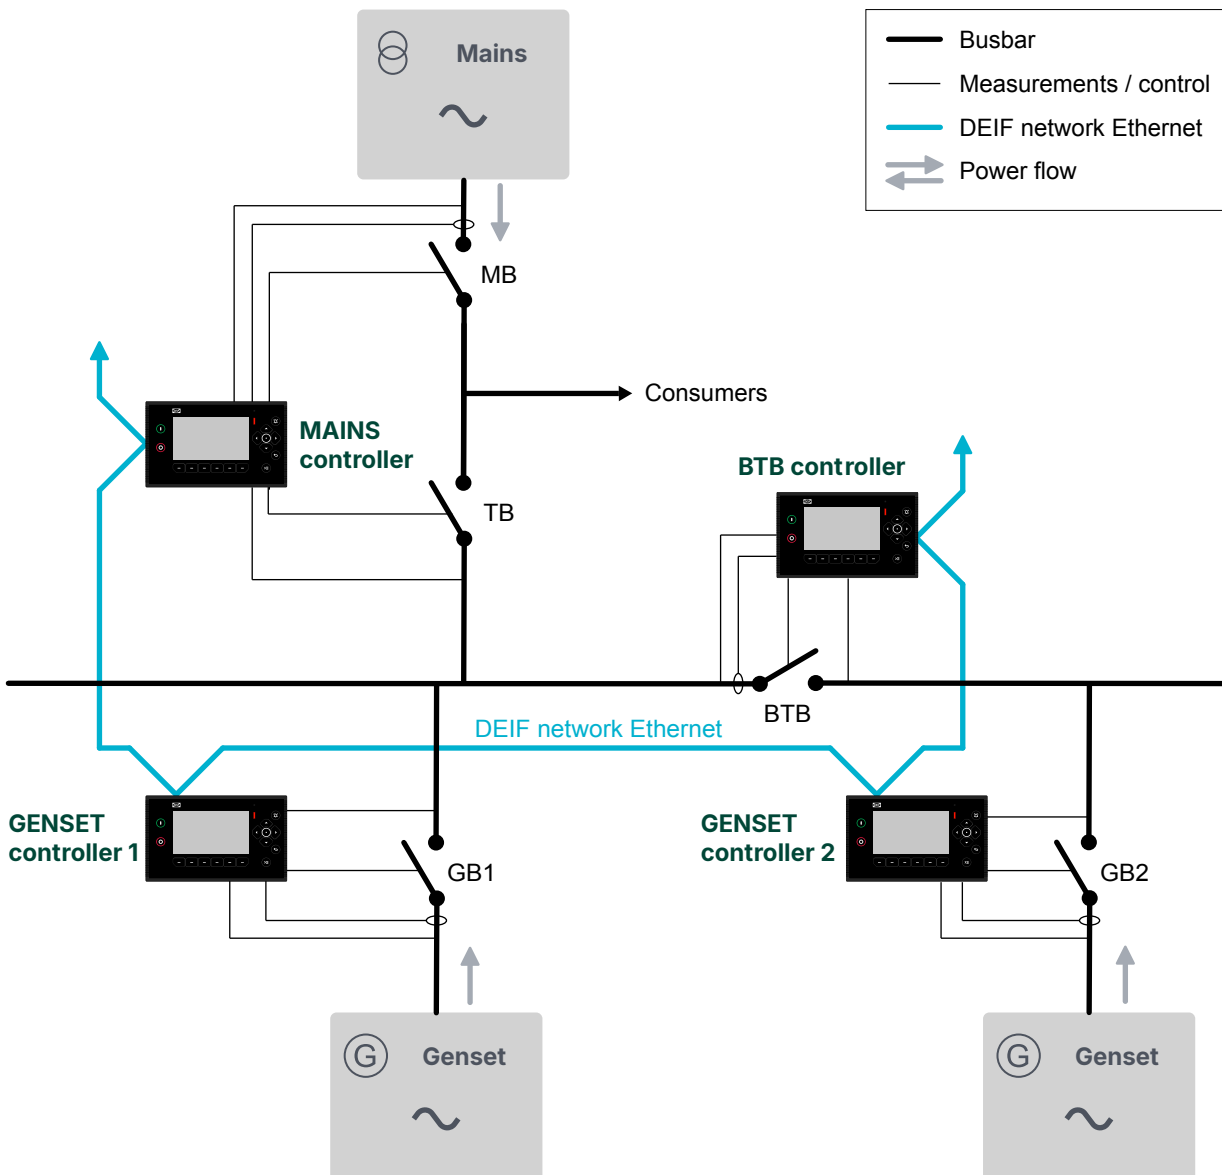 Mains
Busbar
Measurements / control
DEIF network Ethernet
Power flow
MB
Consumers
MAINS
controller
BTB controller
TB
BTB
DEIF network Ethernet
GENSET
controller 1
GB1
GENSET
controller 2
GB2
G
Genset
G
Genset